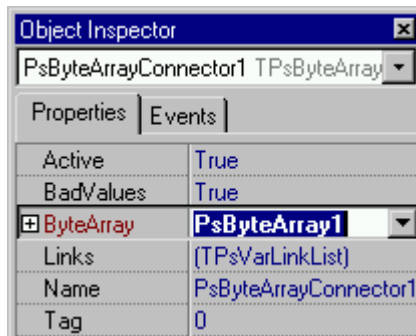 Object Inspector
PsByteArrayConnector1 TPsByteArray
Properties Events
Active True
BadValues True
ByteArray PsByteArray1
Links (TPsVarLinkList)
Name PsByteArrayConnector1
Tag 0